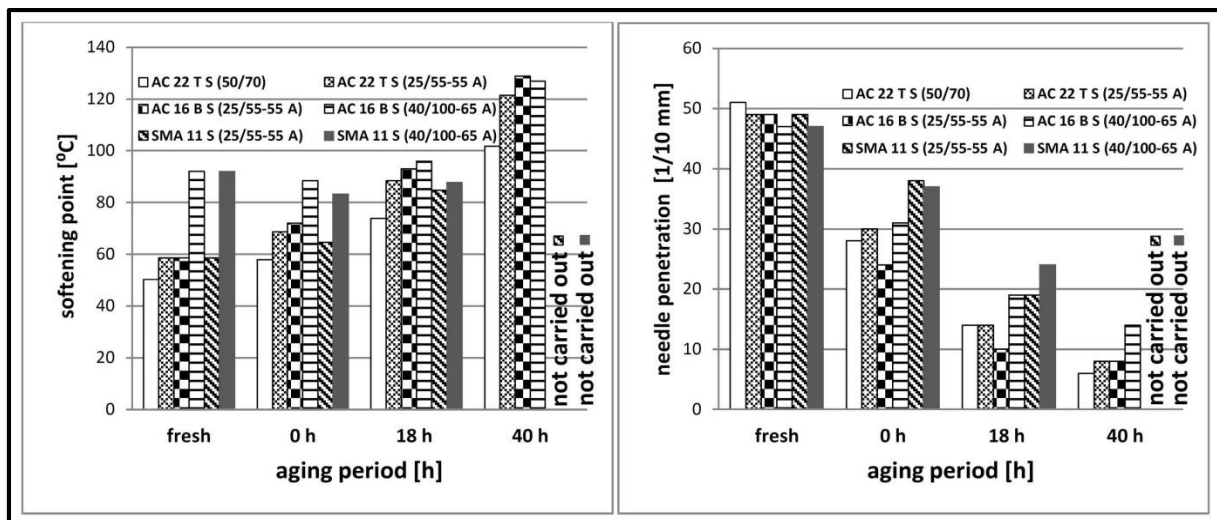 140
120
100
80
60
40
20
0
softening point [⁰C]
AC 22 T S (50/70) AC 22 T S (25/55-55 A)
AC 16 B S (25/55-55 A) AC 16 B S (40/100-65 A)
SMA 11 S (25/55-55 A) SMA 11 S (40/100-65 A)
not carried out
not carried out
fresh 0 h 18 h 40 h
aging period [h]
60
50
40
30
20
10
0
needle penetration [1/10 mm]
AC 22 T S (50/70) AC 22 T S (25/55-55 A)
AC 16 B S (25/55-55 A) AC 16 B S (40/100-65 A)
SMA 11 S (25/55-55 A) SMA 11 S (40/100-65 A)
not carried out
not carried out
fresh 0 h 18 h 40 h
aging period [h]